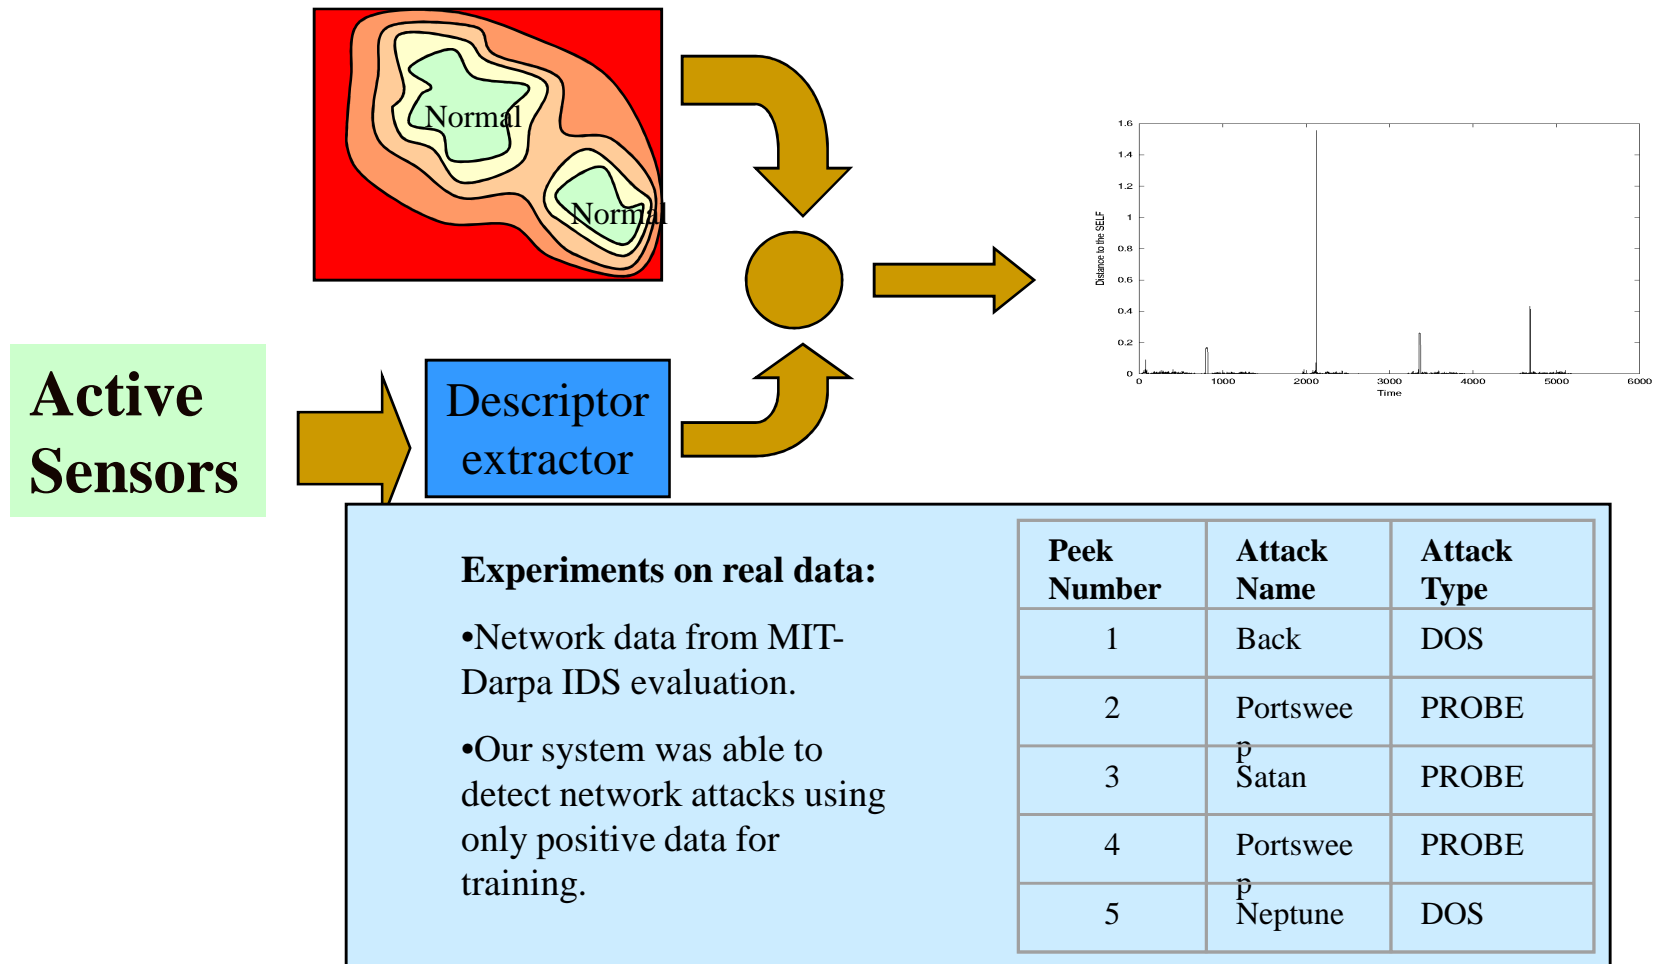 Normal
Normal
1.6
1.4
1.2
1
0.8
0.6
0.4
0.2
0
Distance to the SELF
0 1000 2000 3000 4000 5000 6000
Time
Active
Sensors
Descriptor
extractor
Experiments on real data:
•Network data from MIT-
Darpa IDS evaluation.
•Our system was able to
detect network attacks using
only positive data for
training.
Peek Attack Attack
Number Name Type
1 Back DOS
2 Portswee PROBE
p
3 Satan PROBE
4 Portswee PROBE
p
5 Neptune DOS